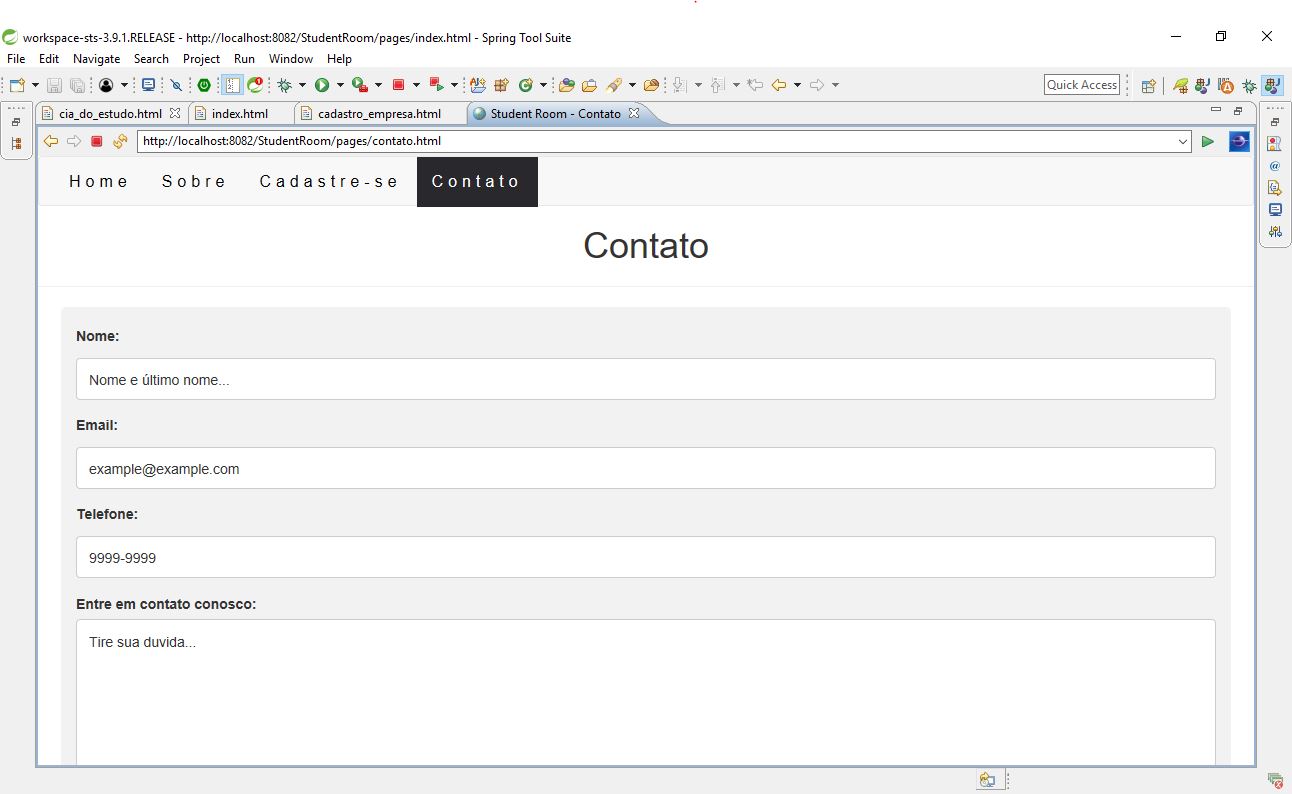 workspace-sts-3.9.1.RELEASE - http://localhost:8082/StudentRoom/pages/index.html - Spring Tool Suite
File Edit Navigate Search Project Run Window Help
Quick Access
cia_do_estudo.html index.html cadastro_empresa.html Student Room - Contato
http://localhost:8082/StudentRoom/pages/contato.html
Home Sobre Cadastre-se Contato
Contato
Nome:
Nome e último nome...
Email:
example@example.com
Telefone:
9999-9999
Entre em contato conosco:
Tire sua duvida...